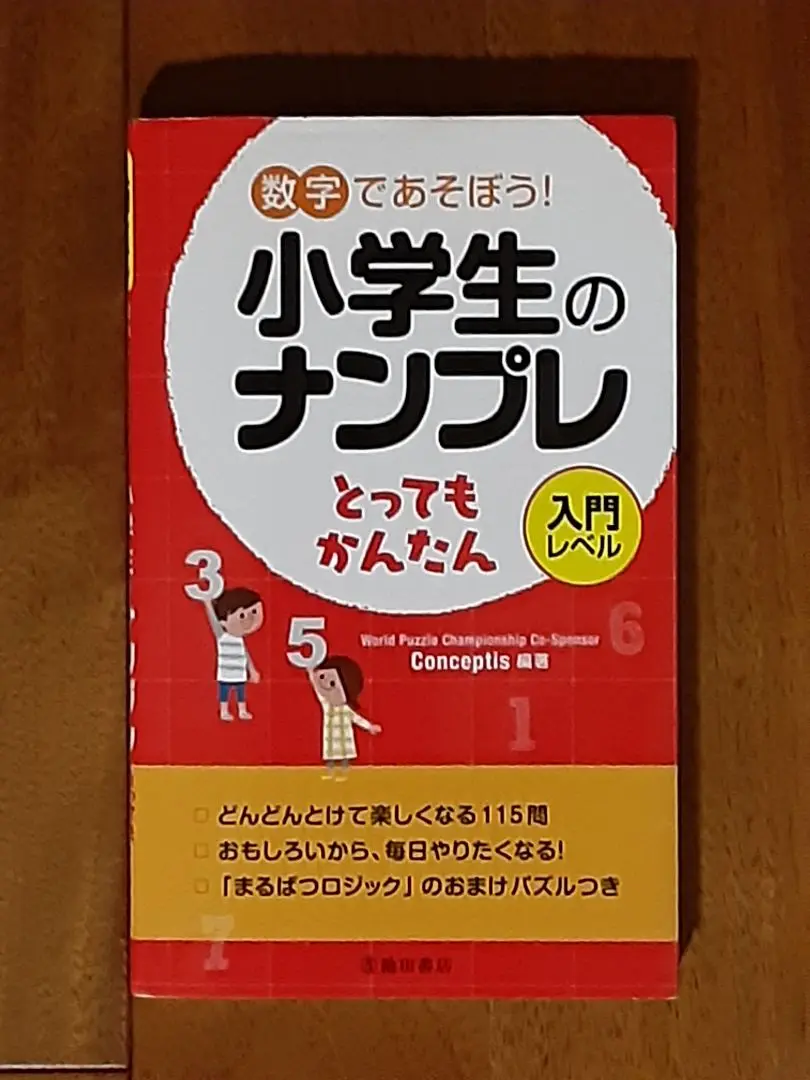 数字であそぼう!
小学生の
ナンプレ
とっても
かんたん
入門
レベル
3
5
6
World Puzzle Championship Co-Sponsor
Conceptis 編著
1
□ どんどんとけて楽しくなる115問
□ おもしろいから、毎日やりたくなる!
□ 「まるばつロジック」のおまけパズルつき
7
池田書店